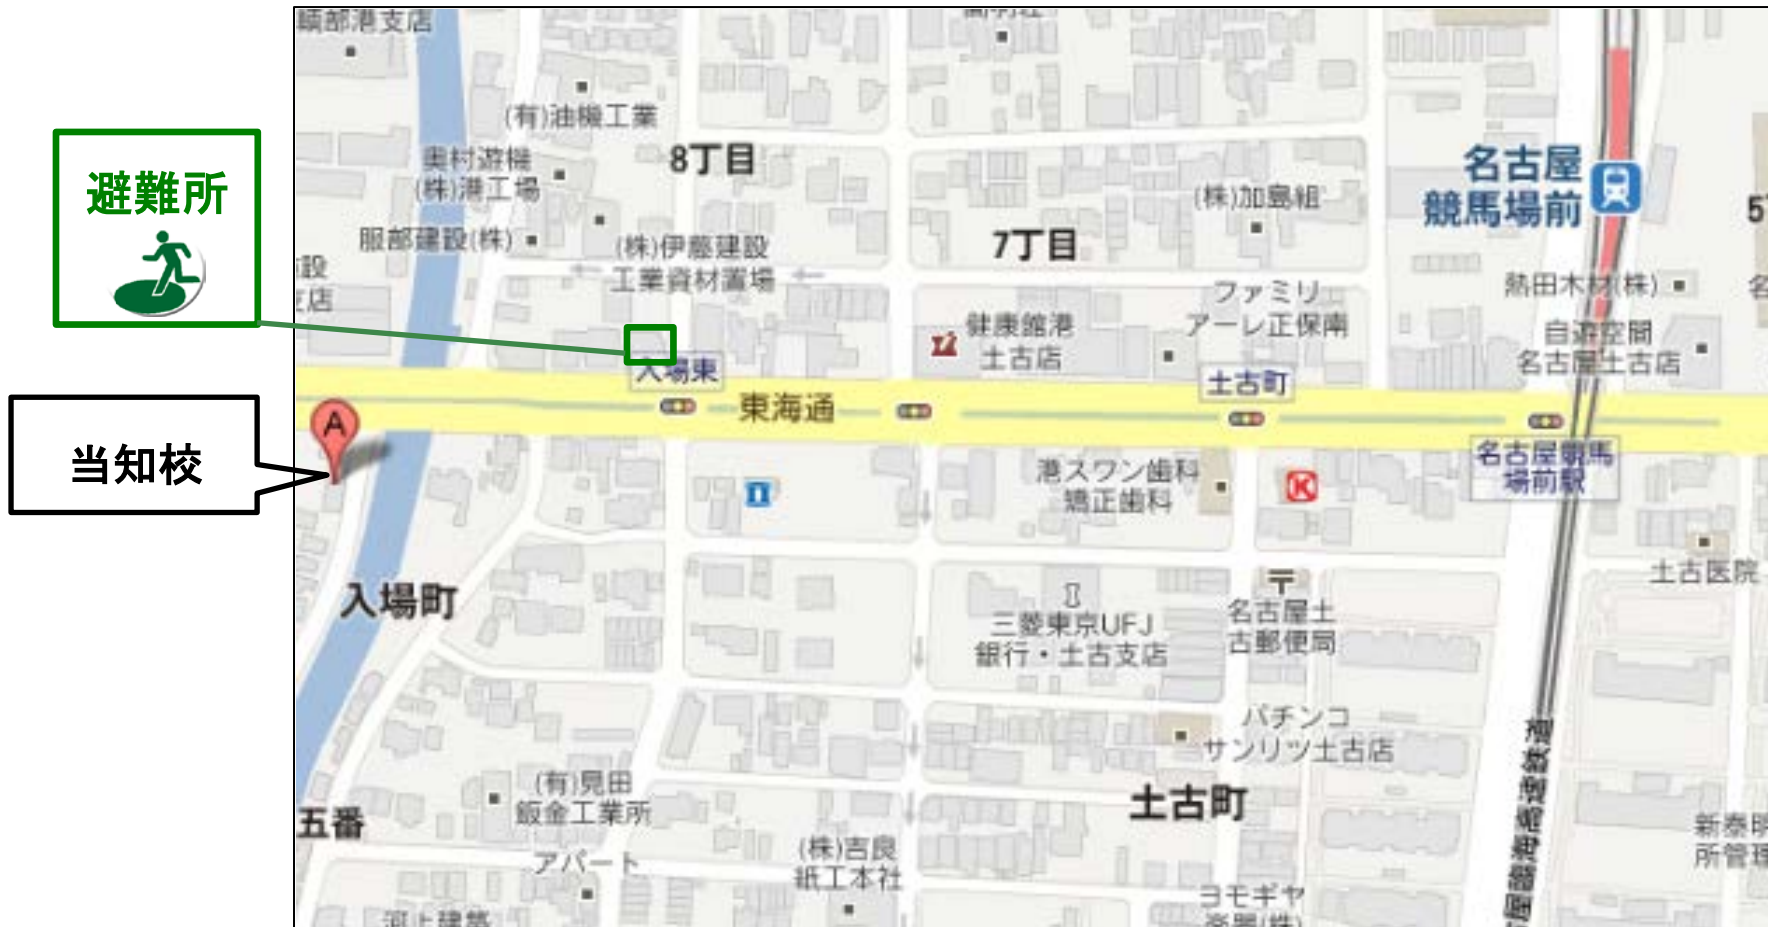 避難所
当知校
A
(有)油機工業
奥村遊機
(株)港工場
8丁目
服部建設(株)
(株)伊藤建設
工業資材置場
7丁目
(株)加島組
名古屋
競馬場前
熱田木材(株)
ファミリ
アーレ正保南
健康館港
土古店
自遊空間
名古屋土古店
入場東
土古町
東海通
名古屋競馬
場前駅
港スワン歯科
矯正歯科
K
入場町
土古医院
三菱東京UFJ
銀行・土古支店
名古屋土
古郵便局
パチンコ
サンリツ土古店
(有)見田
鈑金工業所
土古町
五番
アパート
(株)吉良
紙工本社
ヨモギヤ
河上建築